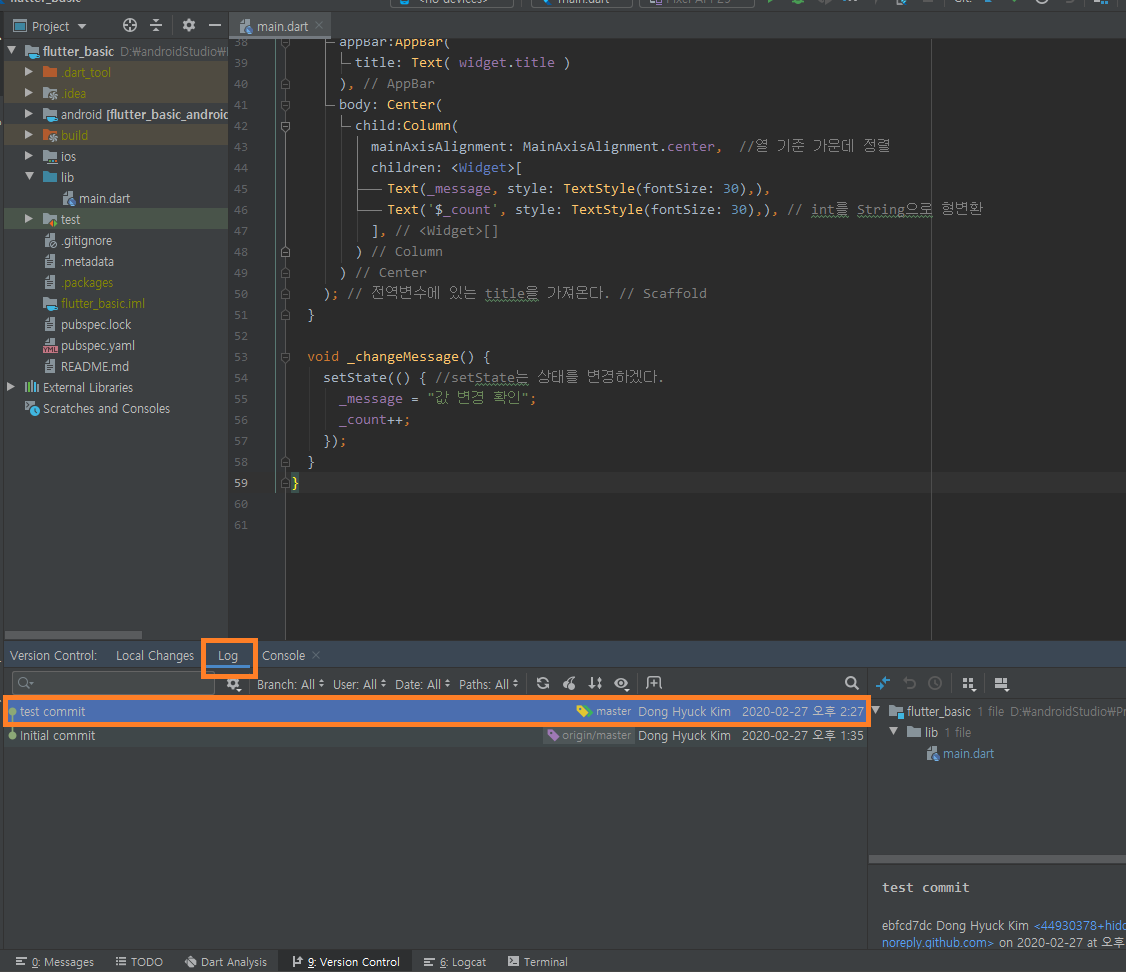 flutter_basic
<no devices>
main.dart
Pixel API 29
Git:
Project
main.dart
flutter_basic D:\androidStudio\
.dart_tool
.idea
android [flutter_basic_android
build
ios
lib
main.dart
test
.gitignore
.metadata
.packages
flutter_basic.iml
pubspec.lock
pubspec.yaml
README.md
External Libraries
Scratches and Consoles
38 appBar:AppBar(
39 title: Text( widget.title )
40 ), // AppBar
41 body: Center(
42 child:Column(
43 mainAxisAlignment: MainAxisAlignment.center, //열 기준 가운데 정렬
44 children: <Widget>[
45 Text(_message, style: TextStyle(fontSize: 30),),
46 Text('$_count', style: TextStyle(fontSize: 30),), // int를 String으로 형변환
47 ], // <Widget>[]
48 ) // Column
49 ) // Center
50 ); // 전역변수에 있는 title을 가져온다. // Scaffold
51 }
52
53 void _changeMessage() {
54 setState(() { //setState는 상태를 변경하겠다.
55 _message = "값 변경 확인";
56 _count++;
57 });
58 }
59 }
60
61
Version Control: Local Changes Log Console
Branch: All User: All Date: All Paths: All
test commit master Dong Hyuck Kim 2020-02-27 오후 2:27
Initial commit origin/master Dong Hyuck Kim 2020-02-27 오후 1:35
flutter_basic 1 file D:\androidStudio\Pr
lib 1 file
main.dart
test commit
ebfcd7dc Dong Hyuck Kim <44930378+hidd
noreply.github.com> on 2020-02-27 at 오후
0: Messages TODO Dart Analysis 9: Version Control 6: Logcat Terminal